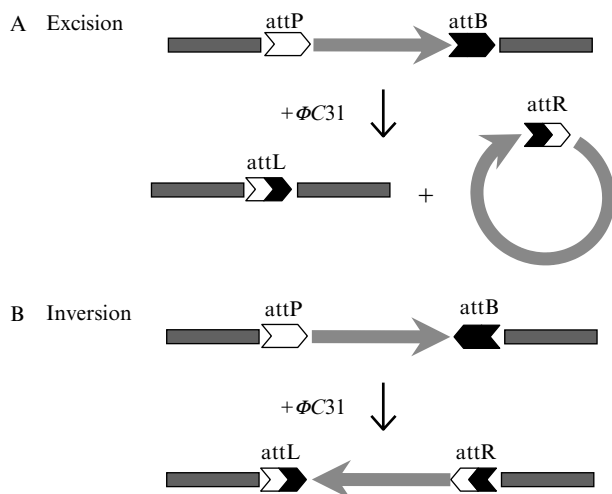 A Excision
attP attB
+ΦC31
attR
attL
+
B Inversion
attP attB
+ΦC31
attL attR